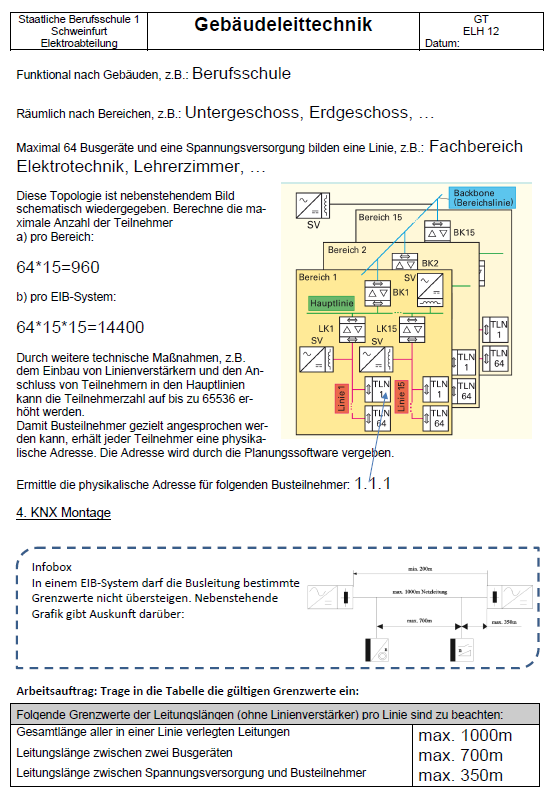 Staatliche Berufsschule 1
Schweinfurt
Elektroabteilung
Gebäudeleittechnik
GT
ELH 12
Datum:
Funktional nach Gebäuden, z.B.: Berufsschule
Räumlich nach Bereichen, z.B.: Untergeschoss, Erdgeschoss, …
Maximal 64 Busgeräte und eine Spannungsversorgung bilden eine Linie, z.B.: Fachbereich
Elektrotechnik, Lehrerzimmer, …
Diese Topologie ist nebenstehendem Bild
schematisch wiedergegeben. Berechne die ma-
ximale Anzahl der Teilnehmer
a) pro Bereich:
64*15=960
b) pro EIB-System:
64*15*15=14400
Durch weitere technische Maßnahmen, z.B.
dem Einbau von Linienverstärkern und den An-
schluss von Teilnehmern in den Hauptlinien
kann die Teilnehmerzahl auf bis zu 65536 er-
höht werden.
Damit Busteilnehmer gezielt angesprochen wer-
den kann, erhält jeder Teilnehmer eine physika-
lische Adresse. Die Adresse wird durch die Planungssoftware vergeben.
Backbone
(Bereichslinie)
SV
Bereich 15
BK15
Bereich 2
BK2
Bereich 1
SV
BK1
Hauptlinie
LK1
LK15
SV
SV
TLN
1
TLN
1
TLN
64
TLN
64
Linie 1
TLN
1
Linie 15
TLN
1
TLN
64
TLN
64
Ermittle die physikalische Adresse für folgenden Busteilnehmer: 1.1.1
4. KNX Montage
Infobox
In einem EIB-System darf die Busleitung bestimmte
Grenzwerte nicht übersteigen. Nebenstehende
Grafik gibt Auskunft darüber:
min. 200m
max. 1000m Netzleitung
max. 700m
max. 350m
Arbeitsauftrag: Trage in die Tabelle die gültigen Grenzwerte ein:
Folgende Grenzwerte der Leitungslängen (ohne Linienverstärker) pro Linie sind zu beachten:
Gesamtlänge aller in einer Linie verlegten Leitungen max. 1000m
Leitungslänge zwischen zwei Busgeräten max. 700m
Leitungslänge zwischen Spannungsversorgung und Busteilnehmer max. 350m